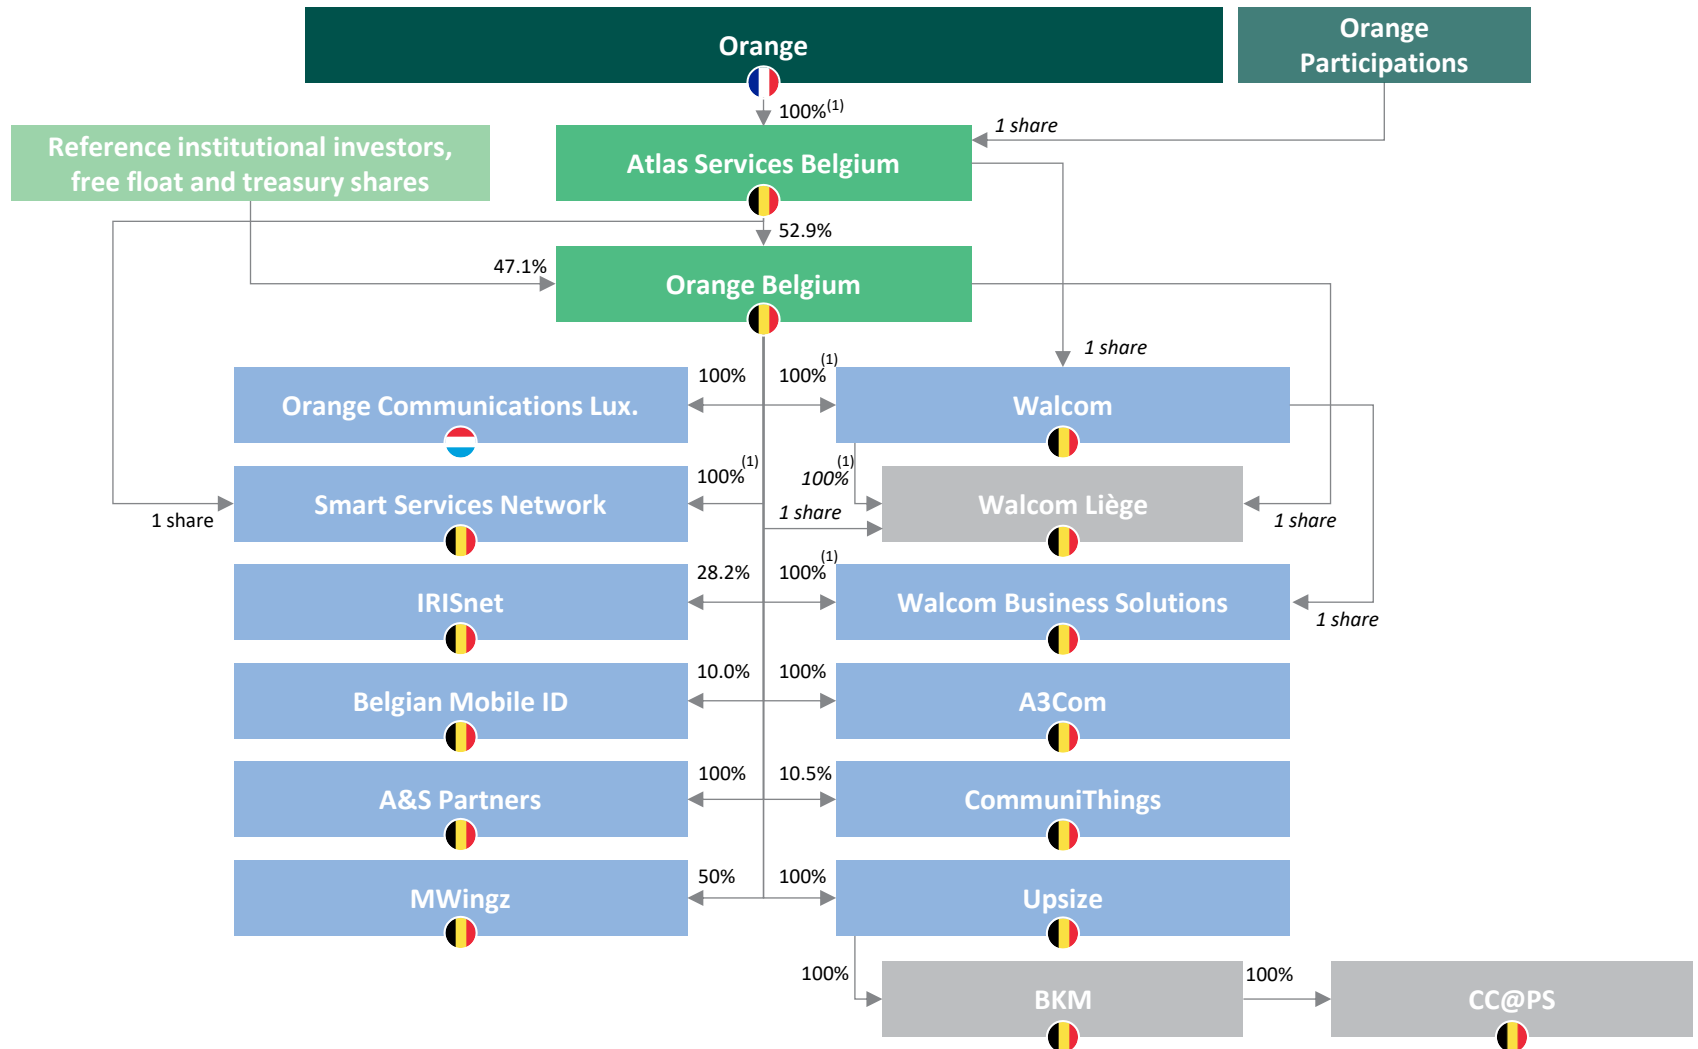 Orange
Orange
Participations
100%(1)
1 share
Reference institutional investors,
free float and treasury shares
Atlas Services Belgium
52.9%
47.1%
Orange Belgium
1 share
100%
100%(1)
Orange Communications Lux.
Walcom
100%(1)
100%(1)
Smart Services Network
Walcom Liège
1 share
1 share
1 share
28.2%
100%(1)
IRISnet
Walcom Business Solutions
1 share
10.0%
100%
Belgian Mobile ID
A3Com
100%
10.5%
A&S Partners
CommuniThings
50%
100%
MWingz
Upsize
100%
100%
BKM
CC@PS